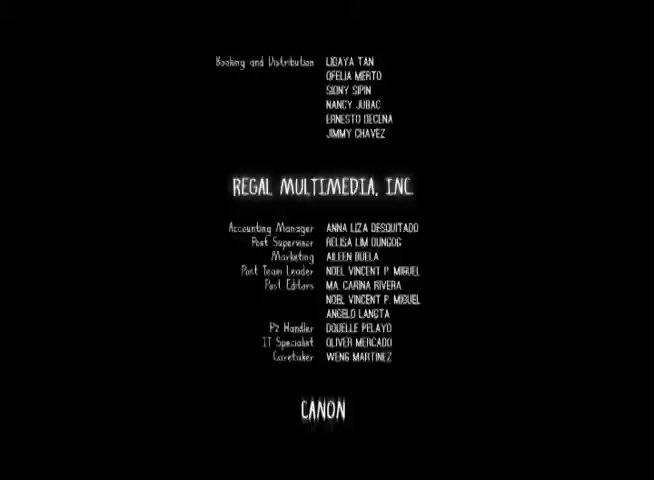 Booking and Distribution LIGAYA TAN
OFELIA MERTO
SIONY SIPIN
NANCY JUBAC
ERNESTO DECENA
JIMMY CHAVEZ
REGAL MULTIMEDIA, INC.
Accounting Manager ANNA LIZA DESQUITADO
Post Supervisor RELISA LIM DUNGOG
Marketing AILEEN BUELA
Post Team Leader NOEL VINCENT P. MIGUEL
Post Editors MA. CARINA RIVERA
NOEL VINCENT P. MIGUEL
ANGELO LANGTA
P2 Handler DOUELLE PELAYO
IT Specialist OLIVER MERCADO
Caretaker WENG MARTINEZ
CANON